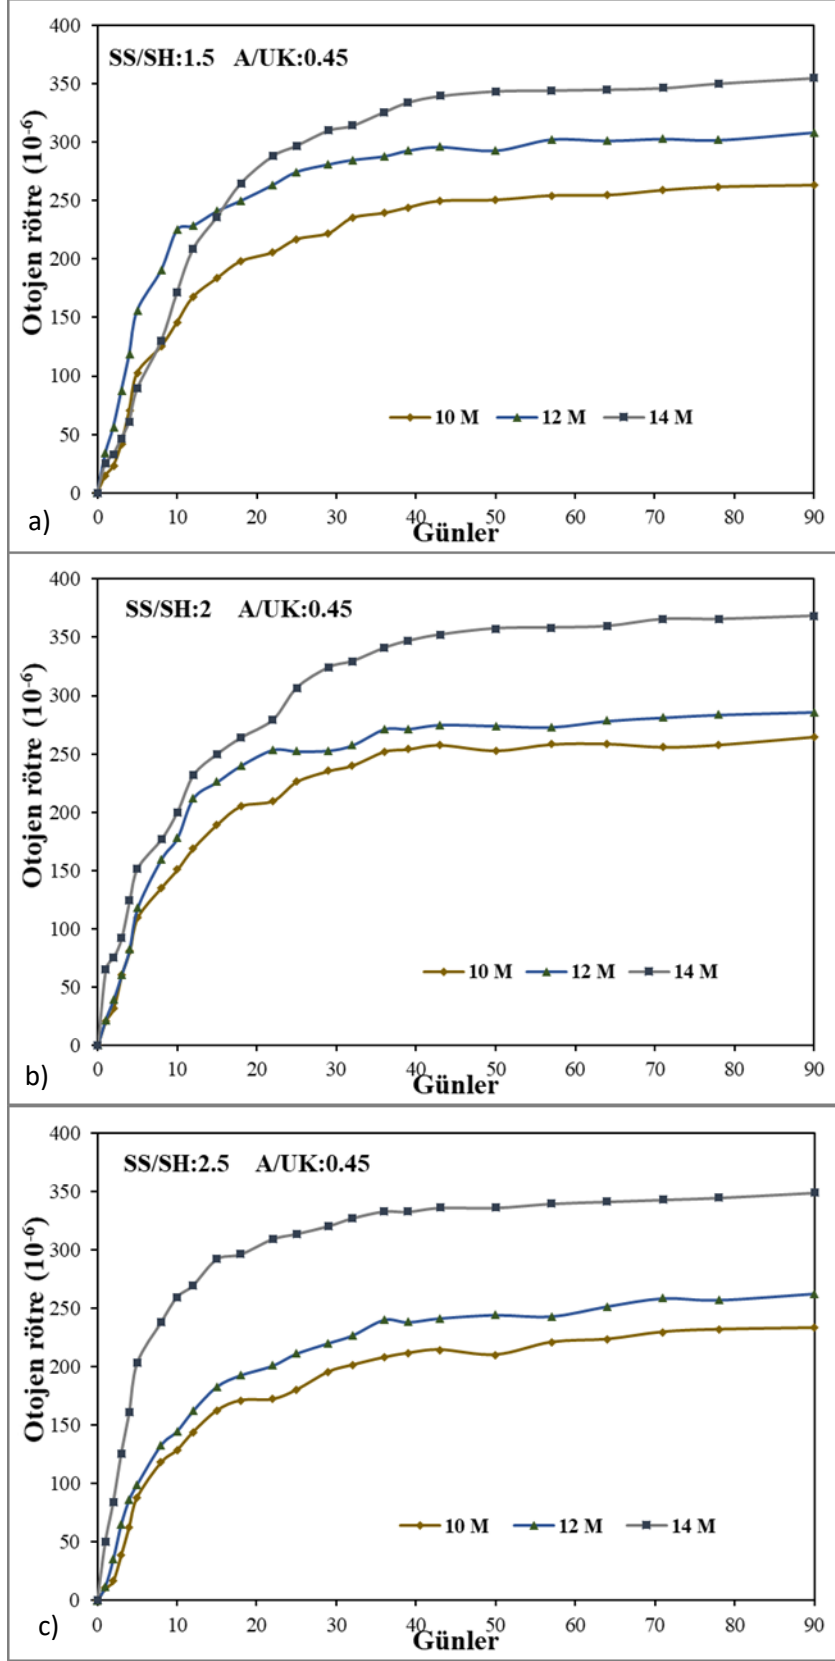 SS/SH:1.5 A/UK:0.45
Otojen rötre (10⁻⁶)
400
350
300
250
200
150
100
50
0
10 M 12 M 14 M
0 10 20 30 40 50 60 70 80 90
Günler
a)
SS/SH:2 A/UK:0.45
Otojen rötre (10⁻⁶)
400
350
300
250
200
150
100
50
0
10 M 12 M 14 M
0 10 20 30 40 50 60 70 80 90
Günler
b)
SS/SH:2.5 A/UK:0.45
Otojen rötre (10⁻⁶)
400
350
300
250
200
150
100
50
0
10 M 12 M 14 M
0 10 20 30 40 50 60 70 80 90
Günler
c)